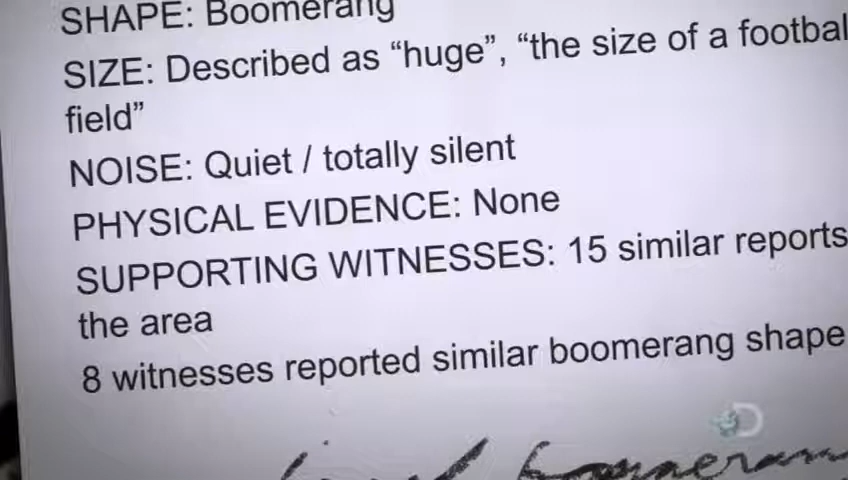 SHAPE: Boomerang
SIZE: Described as “huge”, “the size of a footbal
field”
NOISE: Quiet / totally silent
PHYSICAL EVIDENCE: None
SUPPORTING WITNESSES: 15 similar reports
the area
8 witnesses reported similar boomerang shape
boomeran
D